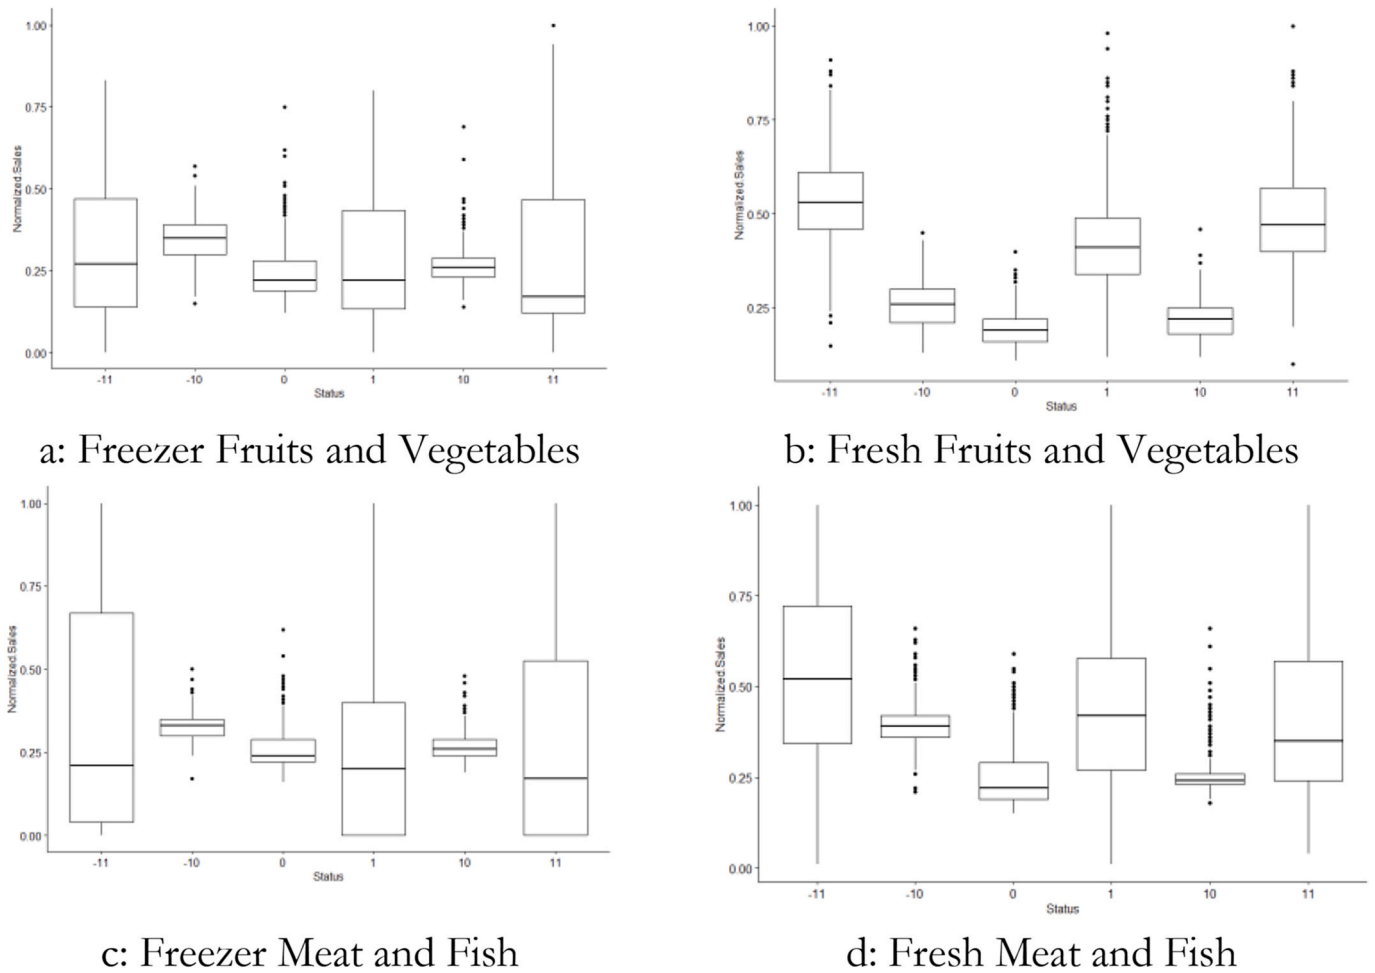 1.00
0.75
0.50
0.25
0.00
Normalized.Sales
-11 -10 0 1 10 11
Status
a: Freezer Fruits and Vegetables
1.00
0.75
0.50
0.25
Normalized.Sales
-11 -10 0 1 10 11
Status
b: Fresh Fruits and Vegetables
1.00
0.75
0.50
0.25
0.00
Normalized.Sales
-11 -10 0 1 10 11
Status
c: Freezer Meat and Fish
1.00
0.75
0.50
0.25
0.00
Normalized.Sales
-11 -10 0 1 10 11
Status
d: Fresh Meat and Fish